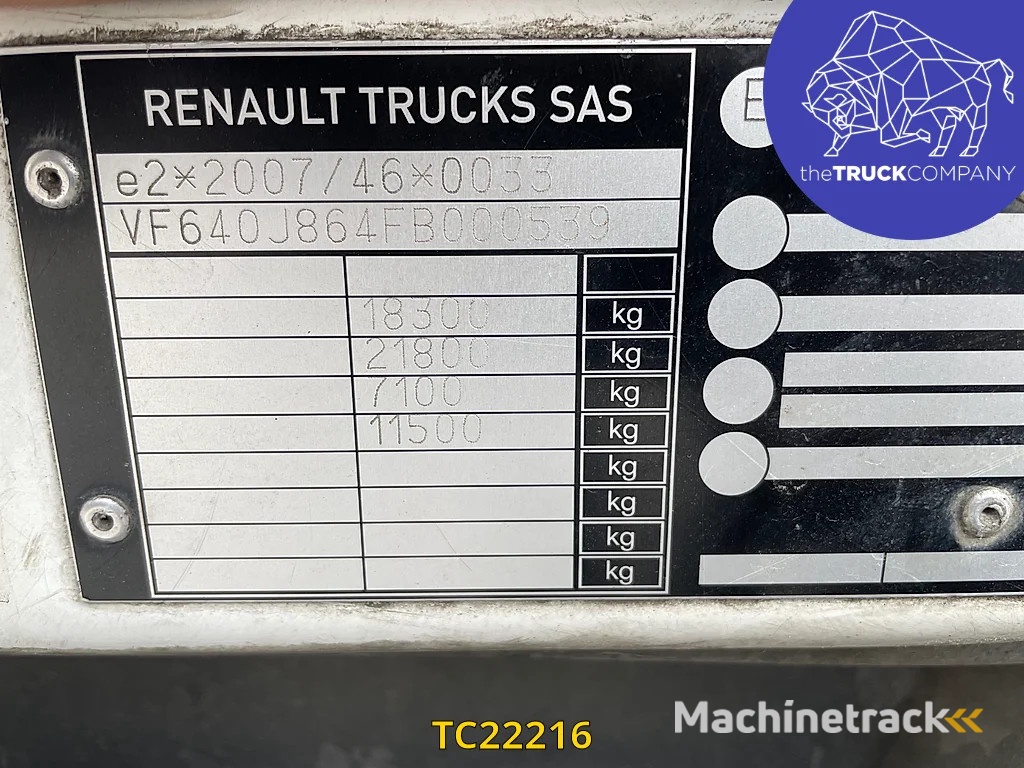 RENAULT TRUCKS SAS
e2*2007/46*0033
VF640J864FB000539
18300 kg
21800 kg
7100 kg
11500 kg
kg
kg
kg
kg
E
theTRUCKCOMPANY
Machinetrack
TC22216